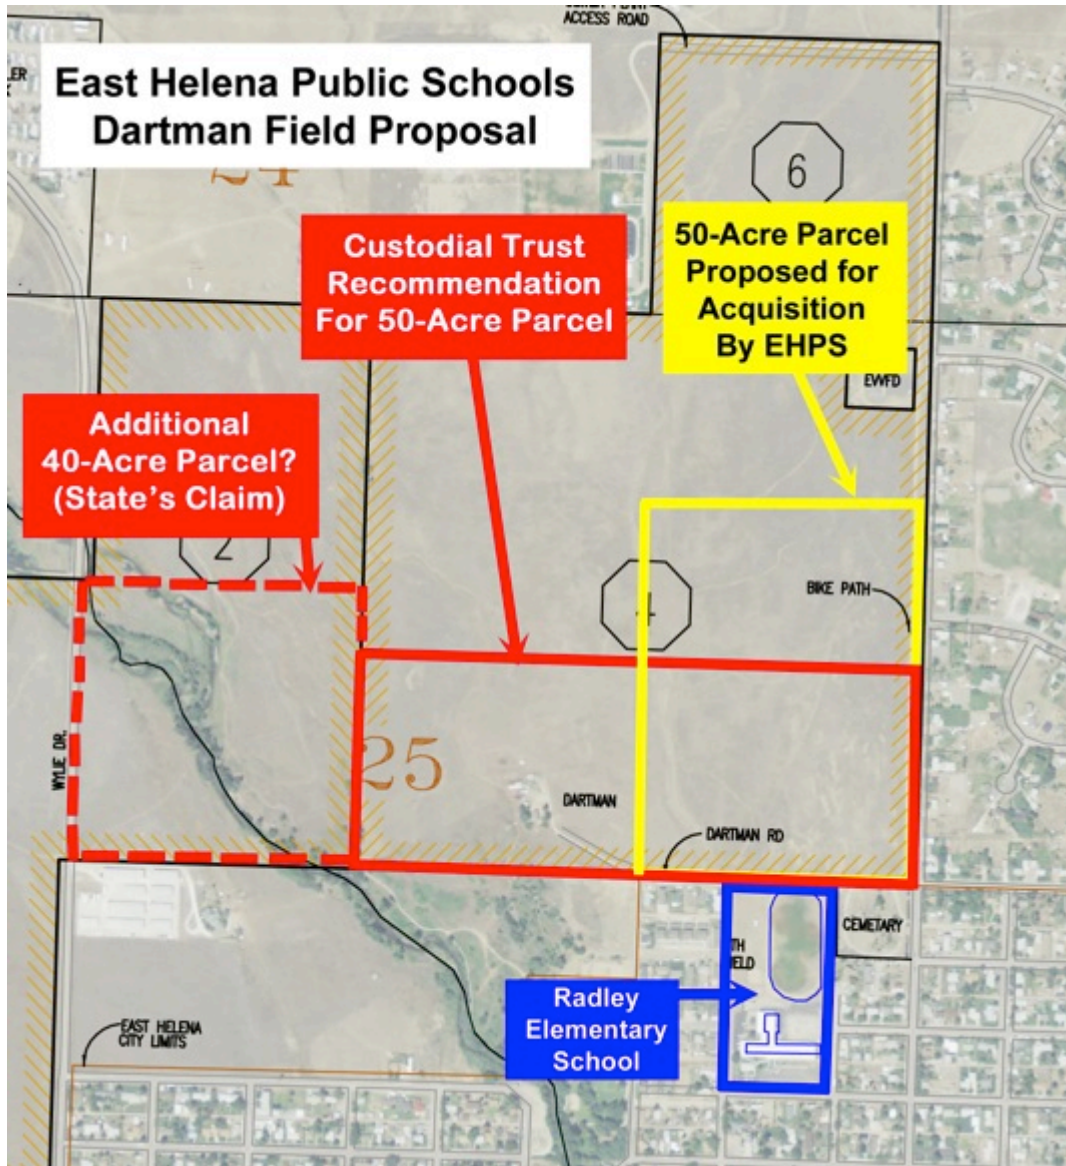 ACCESS ROAD
East Helena Public Schools
Dartman Field Proposal
24
6
Custodial Trust
Recommendation
For 50-Acre Parcel
50-Acre Parcel
Proposed for
Acquisition
By EHPS
EVVFD
Additional
40-Acre Parcel?
(State's Claim)
2
4
BIKE PATH
WYLIE DR.
25
DARTMAN
DARTMAN RD
CEMETARY
Radley
Elementary
School
EAST HELENA
CITY LIMITS